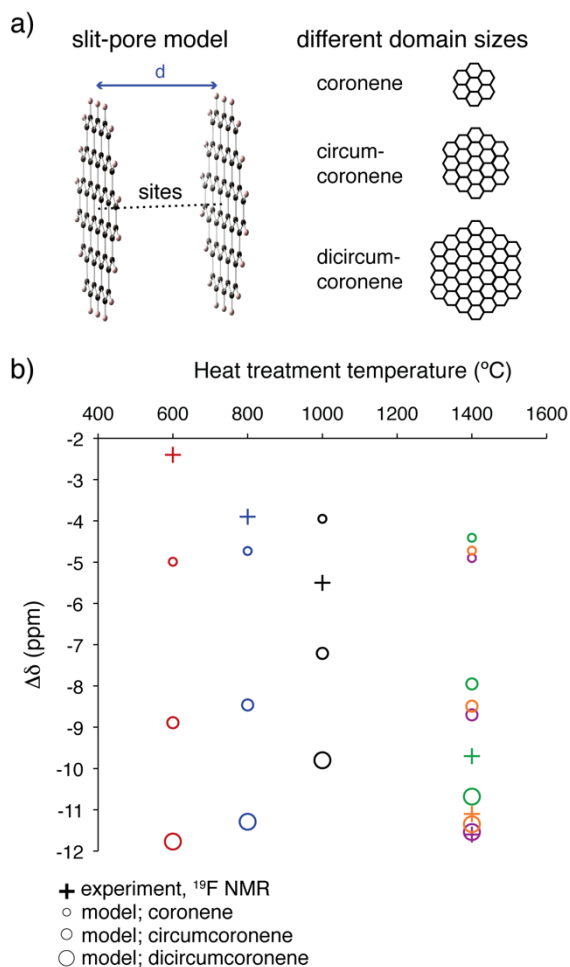 a)
slit-pore model
different domain sizes
d
sites
coronene
circum-
coronene
dicircum-
coronene
b)
Heat treatment temperature (ºC)
400 600 800 1000 1200 1400 1600
-2
-3
-4
-5
-6
-7
-8
-9
-10
-11
-12
Δδ (ppm)
+ experiment, ¹⁹F NMR
model; coronene
model; circumcoronene
model; dicircumcoronene